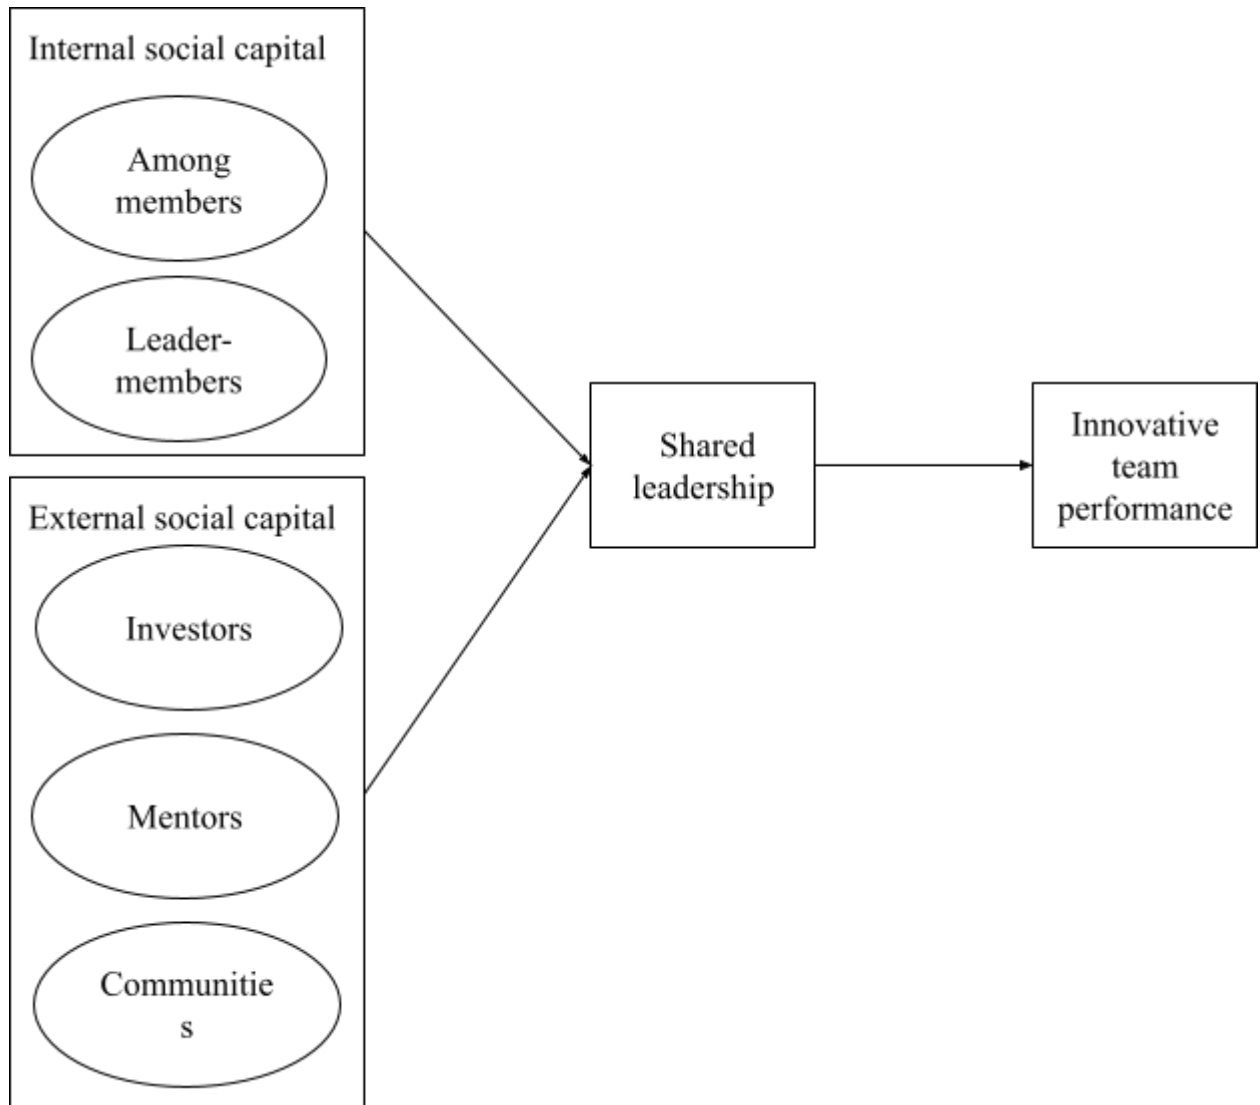 Internal social capital
Among
members
Leader-
members
External social capital
Investors
Mentors
Communitie
s
Shared
leadership
Innovative
team
performance